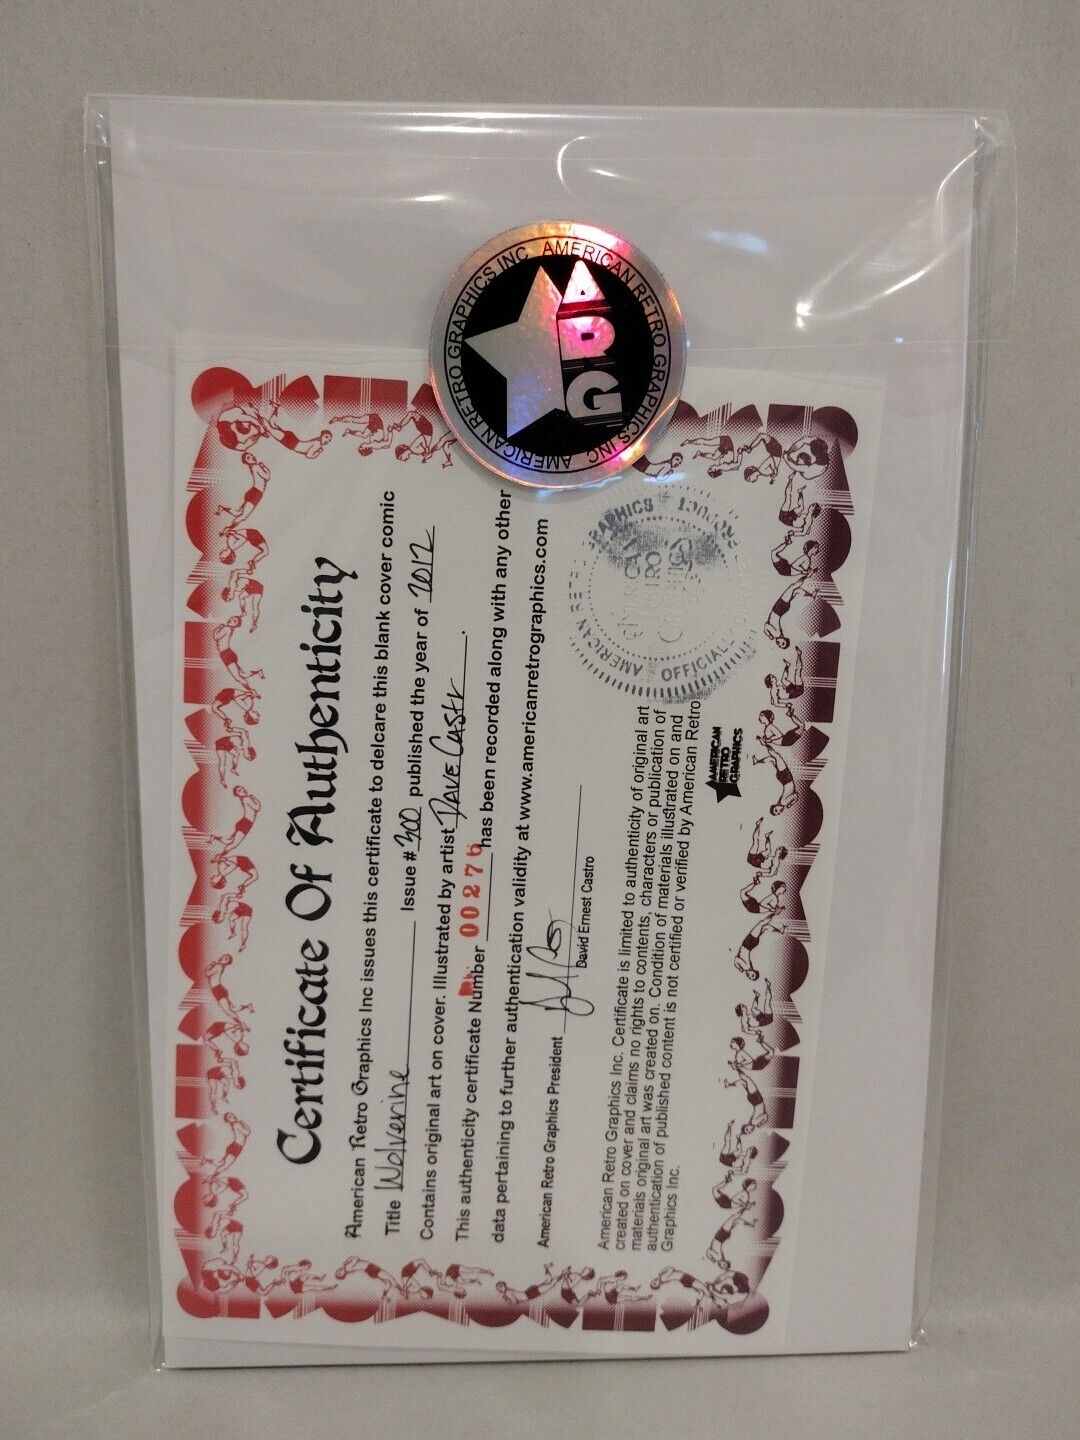 AMERICAN RETRO GRAPHICS INC AMERICAN RETRO GRAPHICS INC
ARG
Certificate Of Authenticity
American Retro Graphics Inc issues this certificate to delcare this blank cover comic
Title Wolverine Issue # 300 published the year of 2012
Contains original art on cover. Illustrated by artist Dave Castr.
This authenticity certificate Number 00276 has been recorded along with any other
data pertaining to further authentication validity at www.americanretrographics.com
American Retro Graphics President
David Ernest Castro
American Retro Graphics Inc. Certificate is limited to authenticity of original art
created on cover and claims no rights to contents, characters or publication of
materials original art was created on. Condition of materials illustrated on and
authentication of published content is not certified or verified by American Retro
Graphics Inc.
AMERICAN
RETRO
GRAPHICS
AMERICAN RETRO GRAPHICS
OFFICIAL PRODUCT